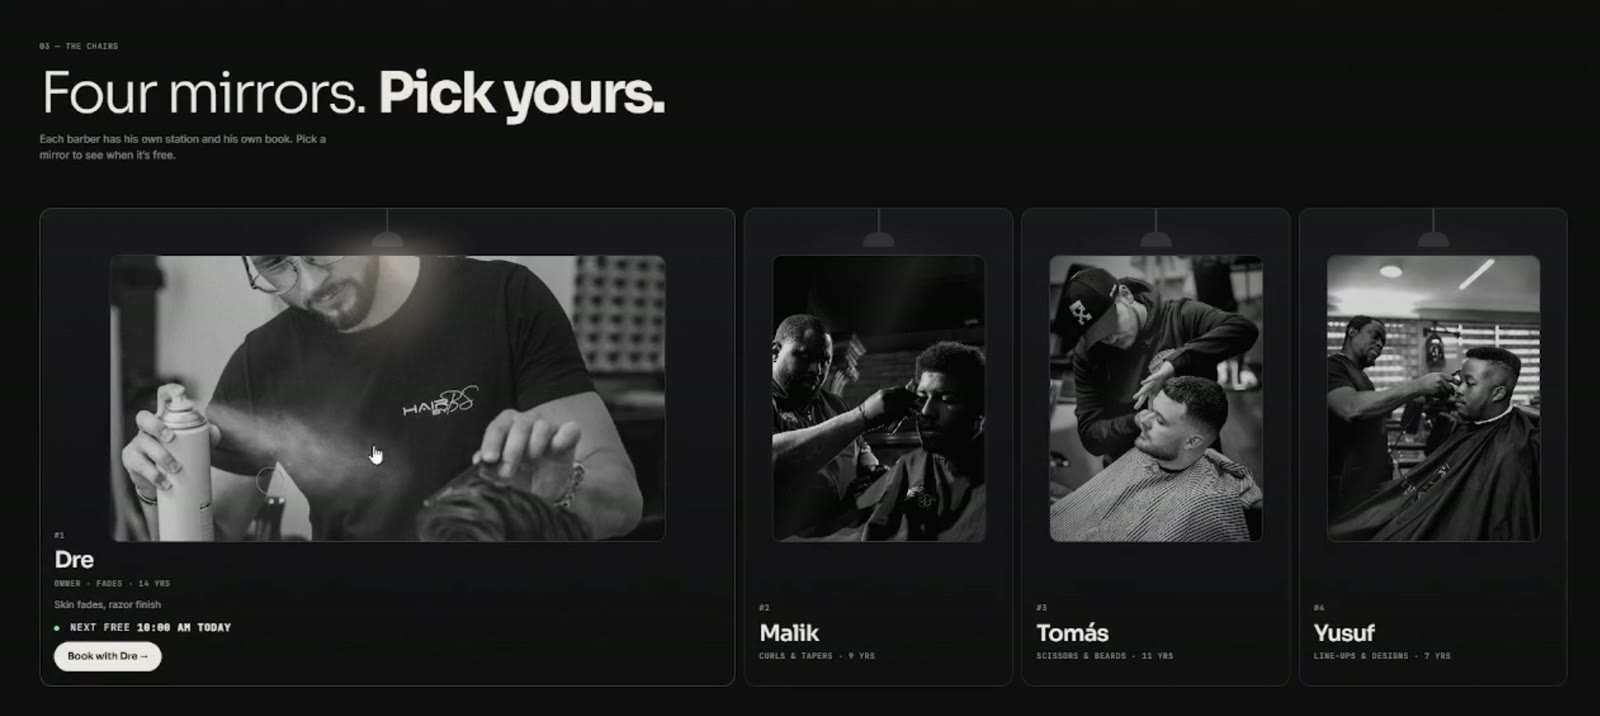 03 — THE CHAIRS
Four mirrors. Pick yours.
Each barber has his own station and his own book. Pick a
mirror to see when it's free.
HAIR BY BS
#1
Dre
OWNER · FADES · 14 YRS
Skin fades, razor finish
NEXT FREE 10:00 AM TODAY
Book with Dre →
#2
Malik
CURLS & TAPERS · 9 YRS
#3
Tomás
SCISSORS & BEARDS · 11 YRS
#4
Yusuf
LINE-UPS & DESIGNS · 7 YRS